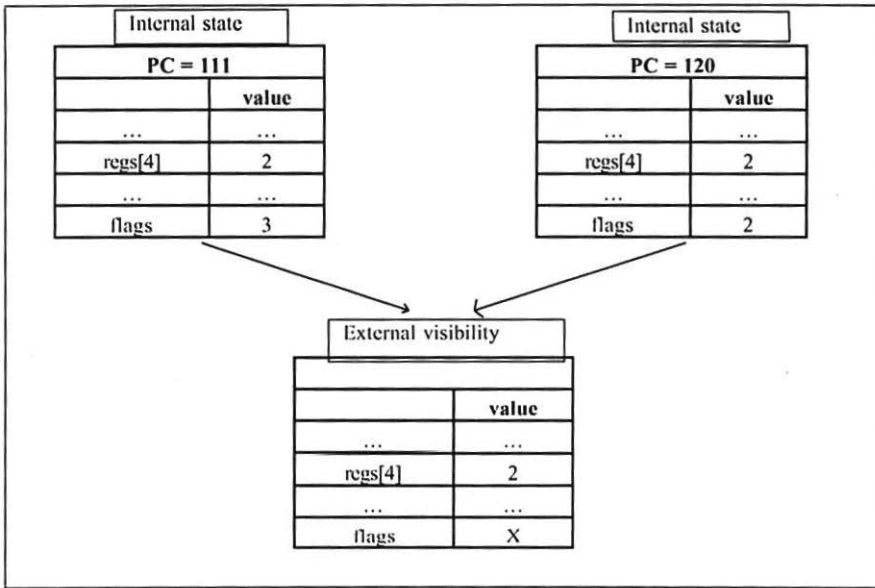 Internal state
PC = 111
value
... ...
regs[4] 2
... ...
flags 3
Internal state
PC = 120
value
... ...
regs[4] 2
... ...
flags 2
External visibility
value
... ...
regs[4] 2
... ...
flags X